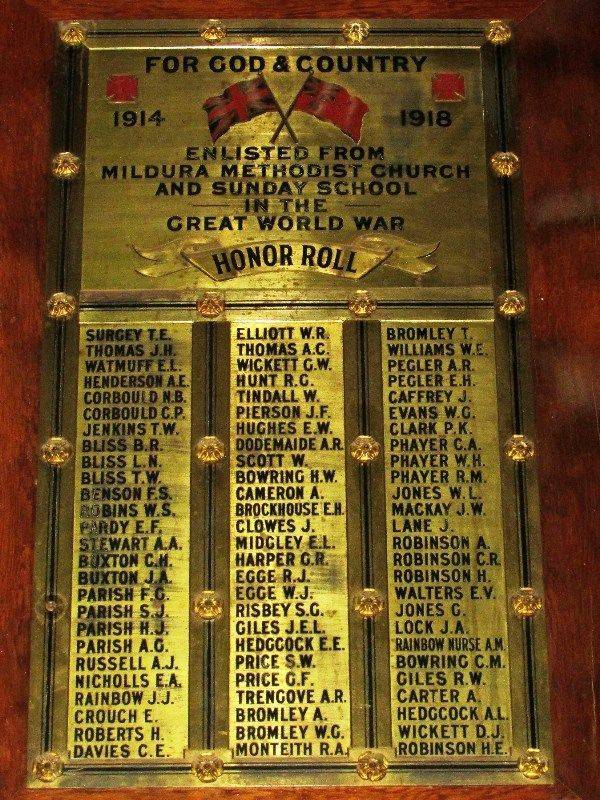 FOR GOD & COUNTRY
1914 1918
ENLISTED FROM
MILDURA METHODIST CHURCH
AND SUNDAY SCHOOL
IN THE
GREAT WORLD WAR
HONOR ROLL
SURGEY T.E.
THOMAS J.H.
WATMUFF E.L.
HENDERSON A.E.
CORBOULD N.B.
CORBOULD C.P.
JENKINS T.W.
BLISS B.R.
BLISS L.N.
BLISS T.W.
BENSON F.S.
ROBINS W.S.
PARDY E.F.
STEWART A.A.
BUXTON C.H.
BUXTON J.A.
PARISH F.G.
PARISH S.J.
PARISH H.J.
PARISH A.G.
RUSSELL A.J.
NICHOLLS E.A.
RAINBOW J.J.
CROUCH E.
ROBERTS H.
DAVIES C.E.
ELLIOTT W.R.
THOMAS A.C.
WICKETT G.W.
HUNT R.G.
TINDALL W.
PIERSON J.F.
HUGHES E.W.
DODEMAIDE A.R.
SCOTT W.
BOWRING H.W.
CAMERON A.
BROCKHOUSE E.H.
CLOWES J.
MIDGLEY E.L.
HARPER G.R.
EGGE R.J.
EGGE W.J.
RISBEY S.G.
GILES J.E.L.
HEDGCOCK E.E.
PRICE S.W.
PRICE G.F.
TRENGOVE A.R.
BROMLEY A.
BROMLEY W.G.
MONTEITH R.A.
BROMLEY T.
WILLIAMS W.E.
PEGLER A.R.
PEGLER E.H.
CAFFREY J.
EVANS W.G.
CLARK P.K.
PHAYER C.A.
PHAYER W.H.
PHAYER R.M.
JONES W.L.
MACKAY J.W.
LANE J.
ROBINSON A.
ROBINSON C.R.
ROBINSON H.
WALTERS E.V.
JONES G.
LOCK J.A.
RAINBOW NURSE A.M.
BOWRING C.M.
GILES R.W.
CARTER A.
HEDGCOCK A.L.
WICKETT D.J.
ROBINSON H.E.